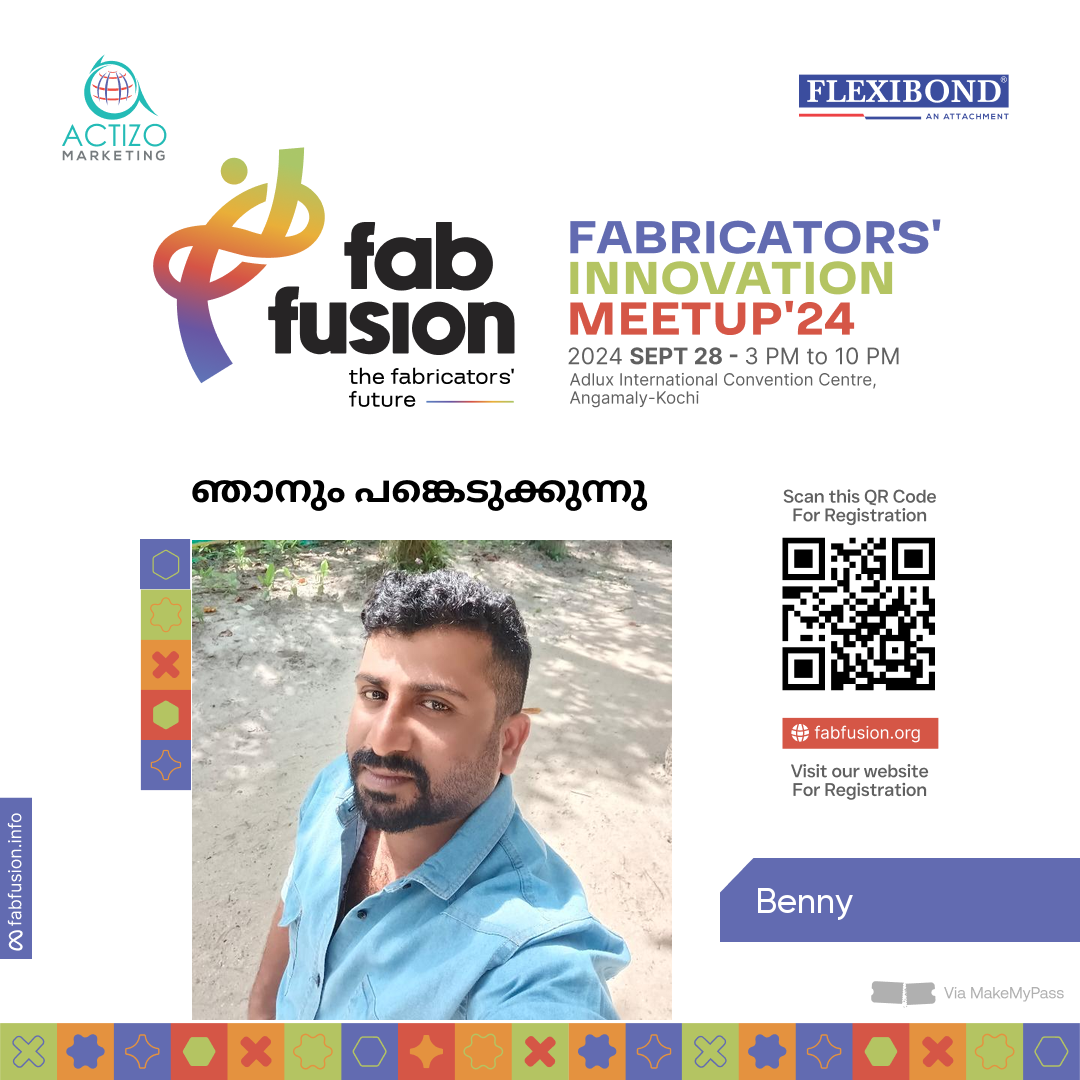 ACTIZO
MARKETING
FLEXIBOND®
AN ATTACHMENT
fab
fusion
the fabricators'
future
FABRICATORS'
INNOVATION
MEETUP'24
2024 SEPT 28 - 3 PM to 10 PM
Adlux International Convention Centre,
Angamaly-Kochi
ഞാനും പങ്കെടുക്കുന്നു
Scan this QR Code
For Registration
fabfusion.org
Visit our website
For Registration
fabfusion.info
Benny
Via MakeMyPass